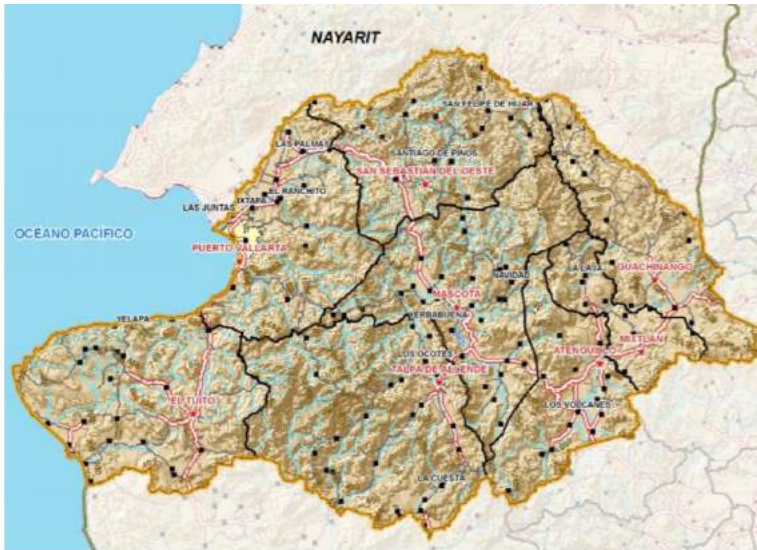 NAYARIT
SAN FELIPE DE HIJAR
LAS PALMAS
SANTIAGO DE PINOS
SAN SEBASTIAN DEL OESTE
EL RANCHITO
IXTAPA
LAS JUNTAS
OCÉANO PACIFICO
PUERTO VALLARTA
LA LAJA
GUACHINANGO
NAVIDAD
MASCOTA
YELAPA
YERBABUENA
MIXTLAN
ATENGUILLO
LOS OCOTES
TALPA DE ALLENDE
EL TUITO
LOS VOLCANES
LA CUESTA